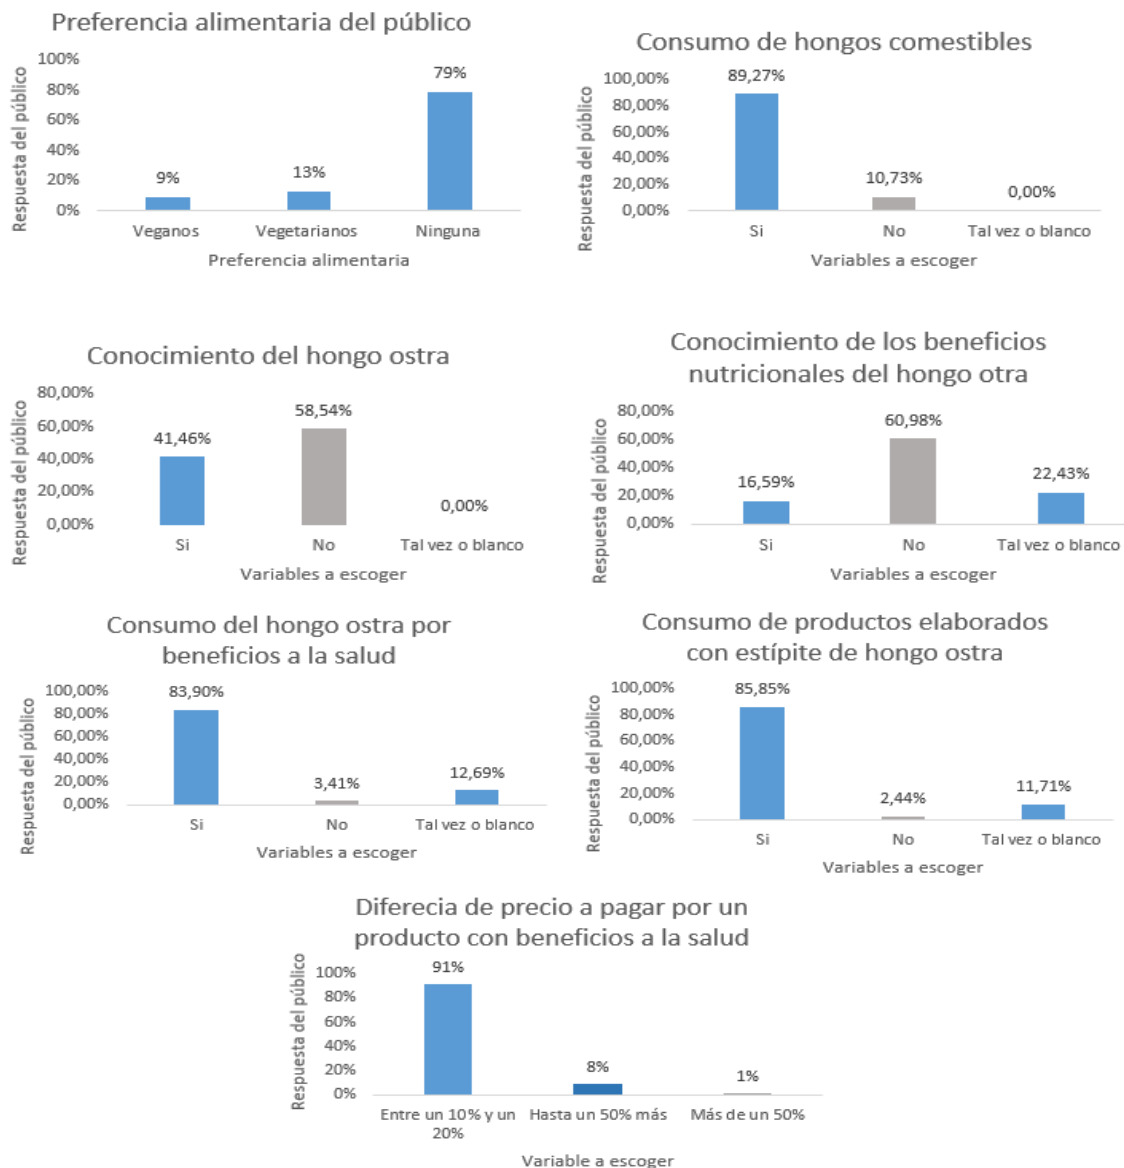 Preferencia alimentaria del público
Respuesta del público
100%
80%
60%
40%
20%
0%
9%
13%
79%
Veganos
Vegetarianos
Ninguna
Preferencia alimentaria
Consumo de hongos comestibles
Respuesta del público
100,00%
80,00%
60,00%
40,00%
20,00%
0,00%
89,27%
10,73%
0,00%
Si
No
Tal vez o blanco
Variables a escoger
Conocimiento del hongo ostra
Respuesta del público
80,00%
60,00%
40,00%
20,00%
0,00%
41,46%
58,54%
0,00%
Si
No
Tal vez o blanco
Variables a escoger
Conocimiento de los beneficios
nutricionales del hongo otra
Respuesta del público
80,00%
60,00%
40,00%
20,00%
0,00%
16,59%
60,98%
22,43%
Si
No
Tal vez o blanco
Variables a escoger
Consumo del hongo ostra por
beneficios a la salud
Respuesta del público
100,00%
80,00%
60,00%
40,00%
20,00%
0,00%
83,90%
3,41%
12,69%
Si
No
Tal vez o blanco
Variables a escoger
Consumo de productos elaborados
con estípite de hongo ostra
Respuesta del público
100,00%
80,00%
60,00%
40,00%
20,00%
0,00%
85,85%
2,44%
11,71%
Si
No
Tal vez o blanco
Variables a escoger
Diferecia de precio a pagar por un
producto con beneficios a la salud
Respuesta del público
100%
80%
60%
40%
20%
0%
91%
8%
1%
Entre un 10% y un
20%
Hasta un 50% más
Más de un 50%
Variable a escoger